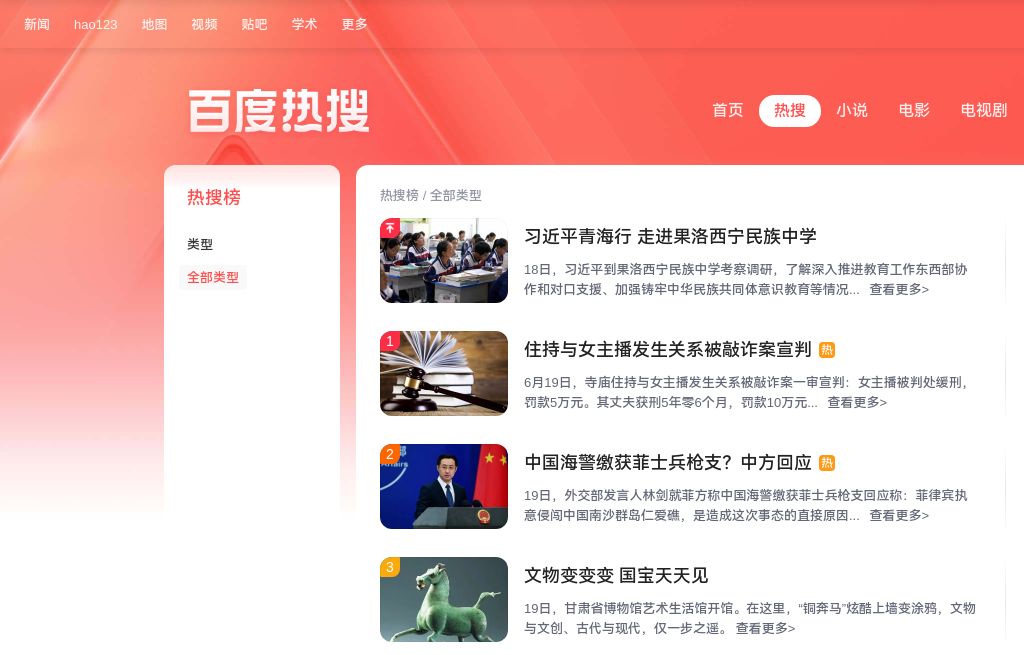 新闻 hao123 地图 视频 贴吧 学术 更多
百度热搜
首页 热搜 小说 电影 电视剧
热搜榜
类型
全部类型
热搜榜 / 全部类型
习近平青海行 走进果洛西宁民族中学
18日，习近平到果洛西宁民族中学考察调研，了解深入推进教育工作东西部协
作和对口支援、加强铸牢中华民族共同体意识教育等情况... 查看更多>
1
住持与女主播发生关系被敲诈案宣判 热
6月19日，寺庙住持与女主播发生关系被敲诈案一审宣判：女主播被判处缓刑，
罚款5万元。其丈夫获刑5年零6个月，罚款10万元... 查看更多>
2
中国海警缴获菲士兵枪支？中方回应 热
19日，外交部发言人林剑就菲方称中国海警缴获菲士兵枪支回应称：菲律宾执
意侵闯中国南沙群岛仁爱礁，是造成这次事态的直接原因... 查看更多>
3
文物变变变 国宝天天见
19日，甘肃省博物馆艺术生活馆开馆。在这里，“铜奔马”炫酷上墙变涂鸦，文物
与文创、古代与现代，仅一步之遥。 查看更多>